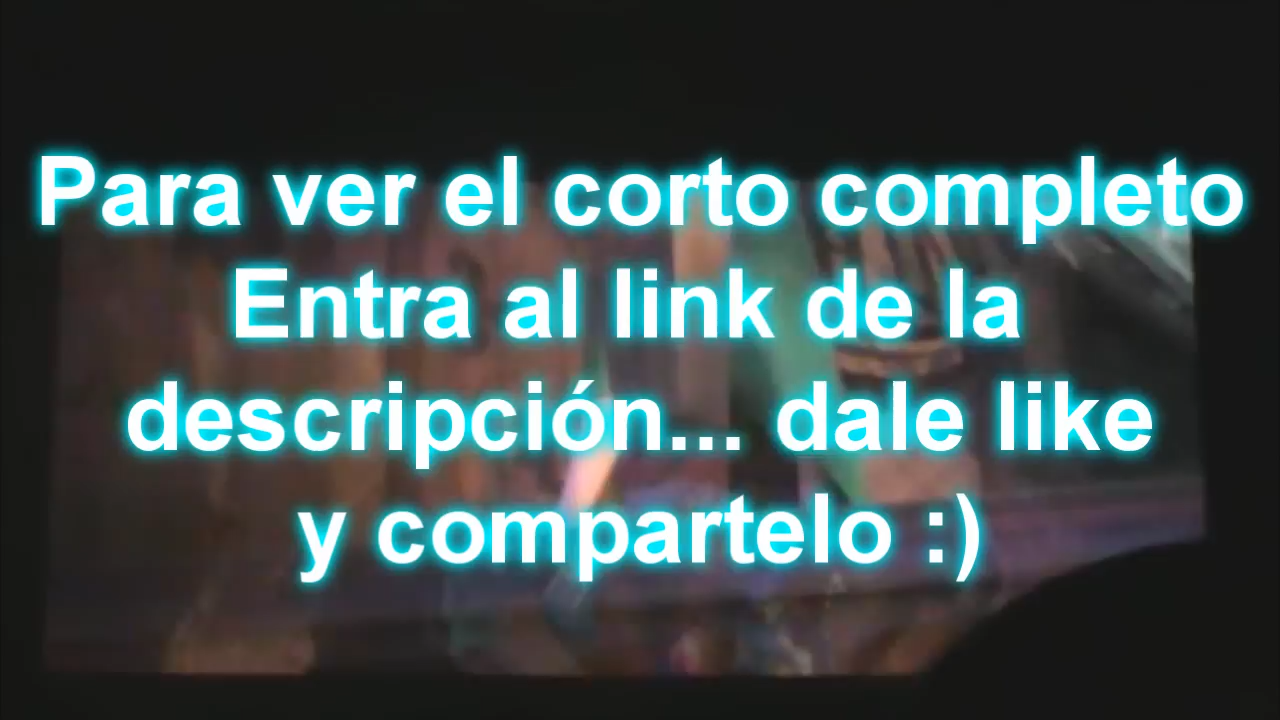 Para ver el corto completo
Entra al link de la
descripción... dale like
y compartelo :)